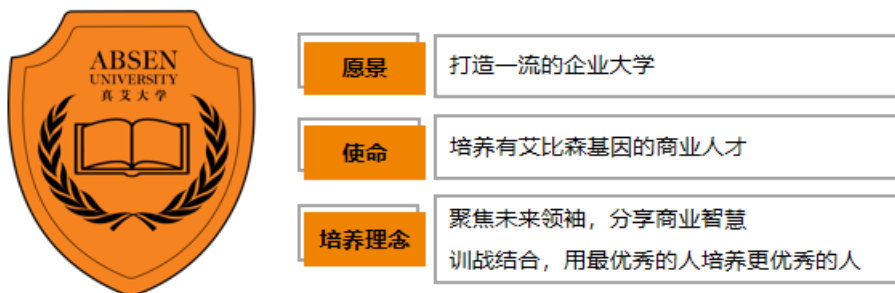 ABSEN
UNIVERSITY
真艾大学
愿景
打造一流的企业大学
使命
培养有艾比森基因的商业人才
培养理念
聚焦未来领袖，分享商业智慧
训战结合，用最优秀的人培养更优秀的人